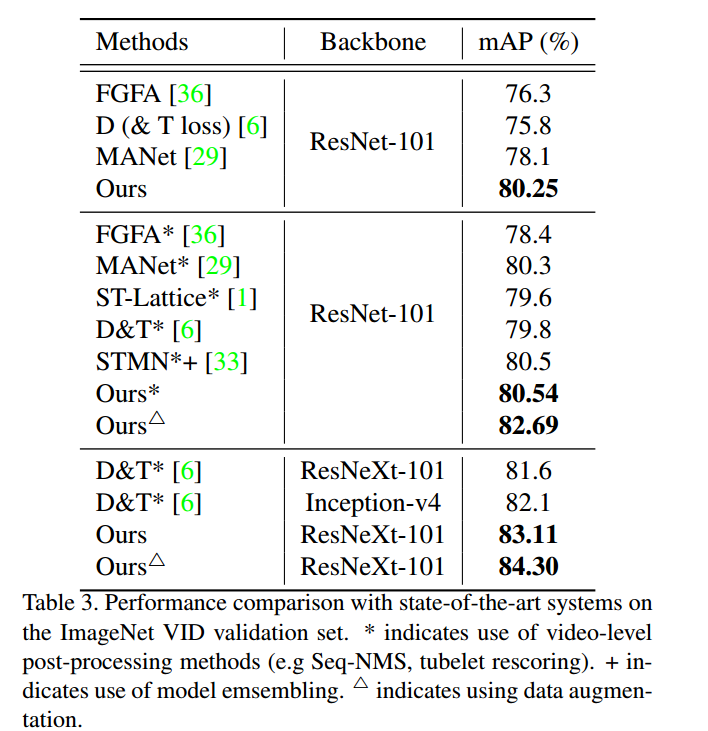 Methods Backbone mAP (%)
FGFA [36] 76.3
D (& T loss) [6] 75.8
ResNet-101
MANet [29] 78.1
Ours 80.25
FGFA* [36] 78.4
MANet* [29] 80.3
ST-Lattice* [1] 79.6
ResNet-101
D&T* [6] 79.8
STMN*+ [33] 80.5
Ours* 80.54
Ours△ 82.69
D&T* [6] ResNeXt-101 81.6
D&T* [6] Inception-v4 82.1
Ours ResNeXt-101 83.11
Ours△ ResNeXt-101 84.30
Table 3. Performance comparison with state-of-the-art systems on
the ImageNet VID validation set. * indicates use of video-level
post-processing methods (e.g Seq-NMS, tubelet rescoring). + in-
dicates use of model emsembling. △ indicates using data augmen-
tation.